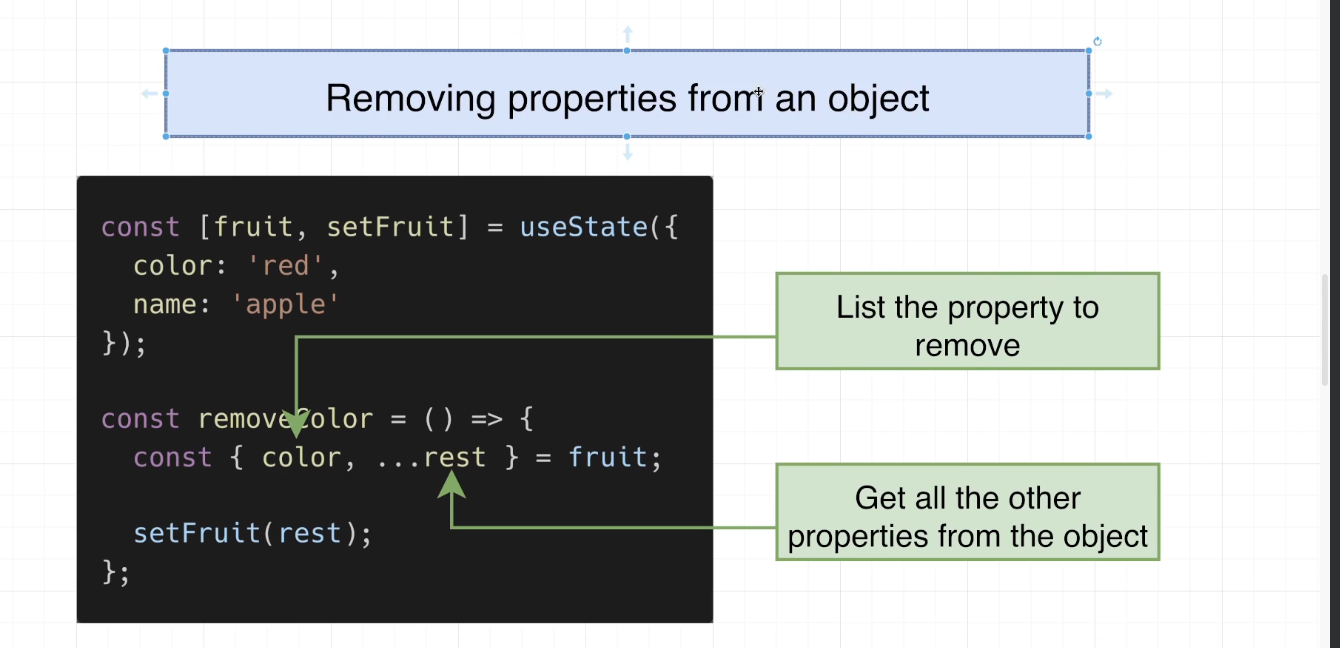 Removing properties from an object
const [fruit, setFruit] = useState({
  color: 'red',
  name: 'apple'
});
List the property to
remove
const removeColor = () => {
  const { color, ...rest } = fruit;
Get all the other
properties from the object
  setFruit(rest);
};